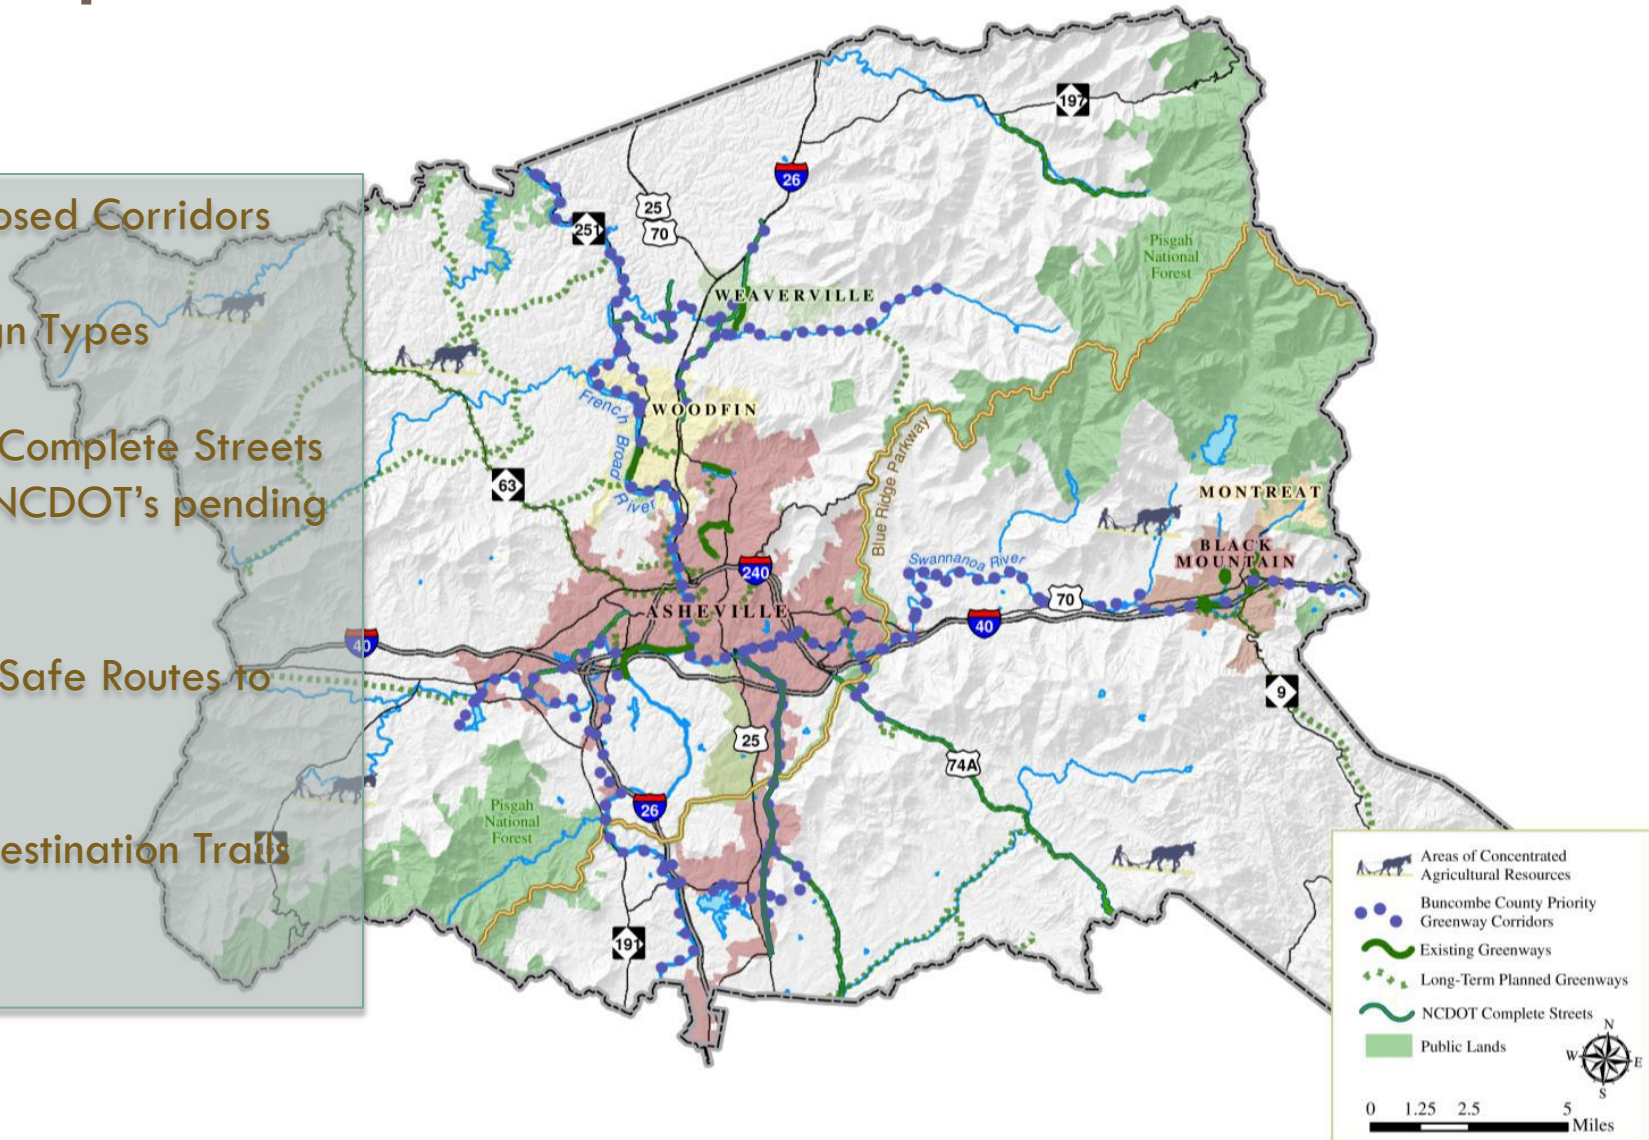 osed Corridors
gn Types
Complete Streets
NCDOT's pending
Safe Routes to
estination Trails
197
26
25
70
251
Pisgah
National
Forest
WEAVERVILLE
French Broad River
WOODFIN
63
Blue Ridge Parkway
MONTREAT
BLACK
MOUNTAIN
Swannanoa River
240
ASHEVILLE
70
40
40
9
25
74A
26
Pisgah
National
Forest
191
Areas of Concentrated
Agricultural Resources
Buncombe County Priority
Greenway Corridors
Existing Greenways
Long-Term Planned Greenways
NCDOT Complete Streets
Public Lands
N
W E
S
0 1.25 2.5 5
Miles